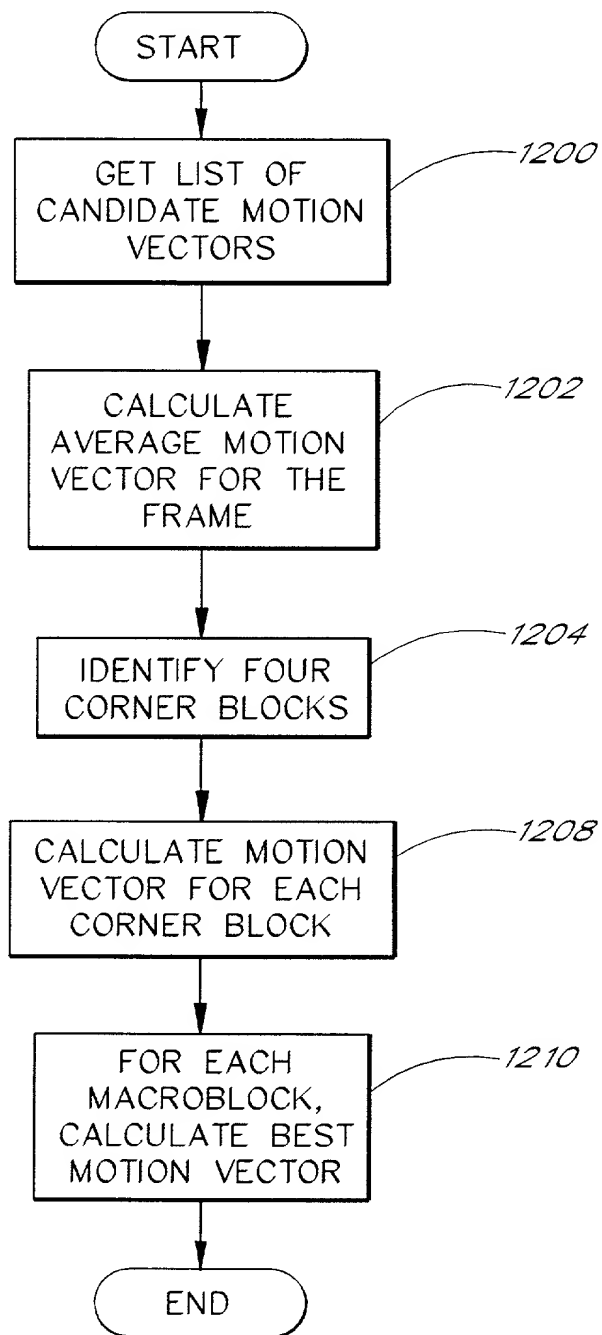 START
GET LIST OF
CANDIDATE MOTION
VECTORS
1200
CALCULATE
AVERAGE MOTION
VECTOR FOR THE
FRAME
1202
IDENTIFY FOUR
CORNER BLOCKS
1204
CALCULATE MOTION
VECTOR FOR EACH
CORNER BLOCK
1208
FOR EACH
MACROBLOCK,
CALCULATE BEST
MOTION VECTOR
1210
END